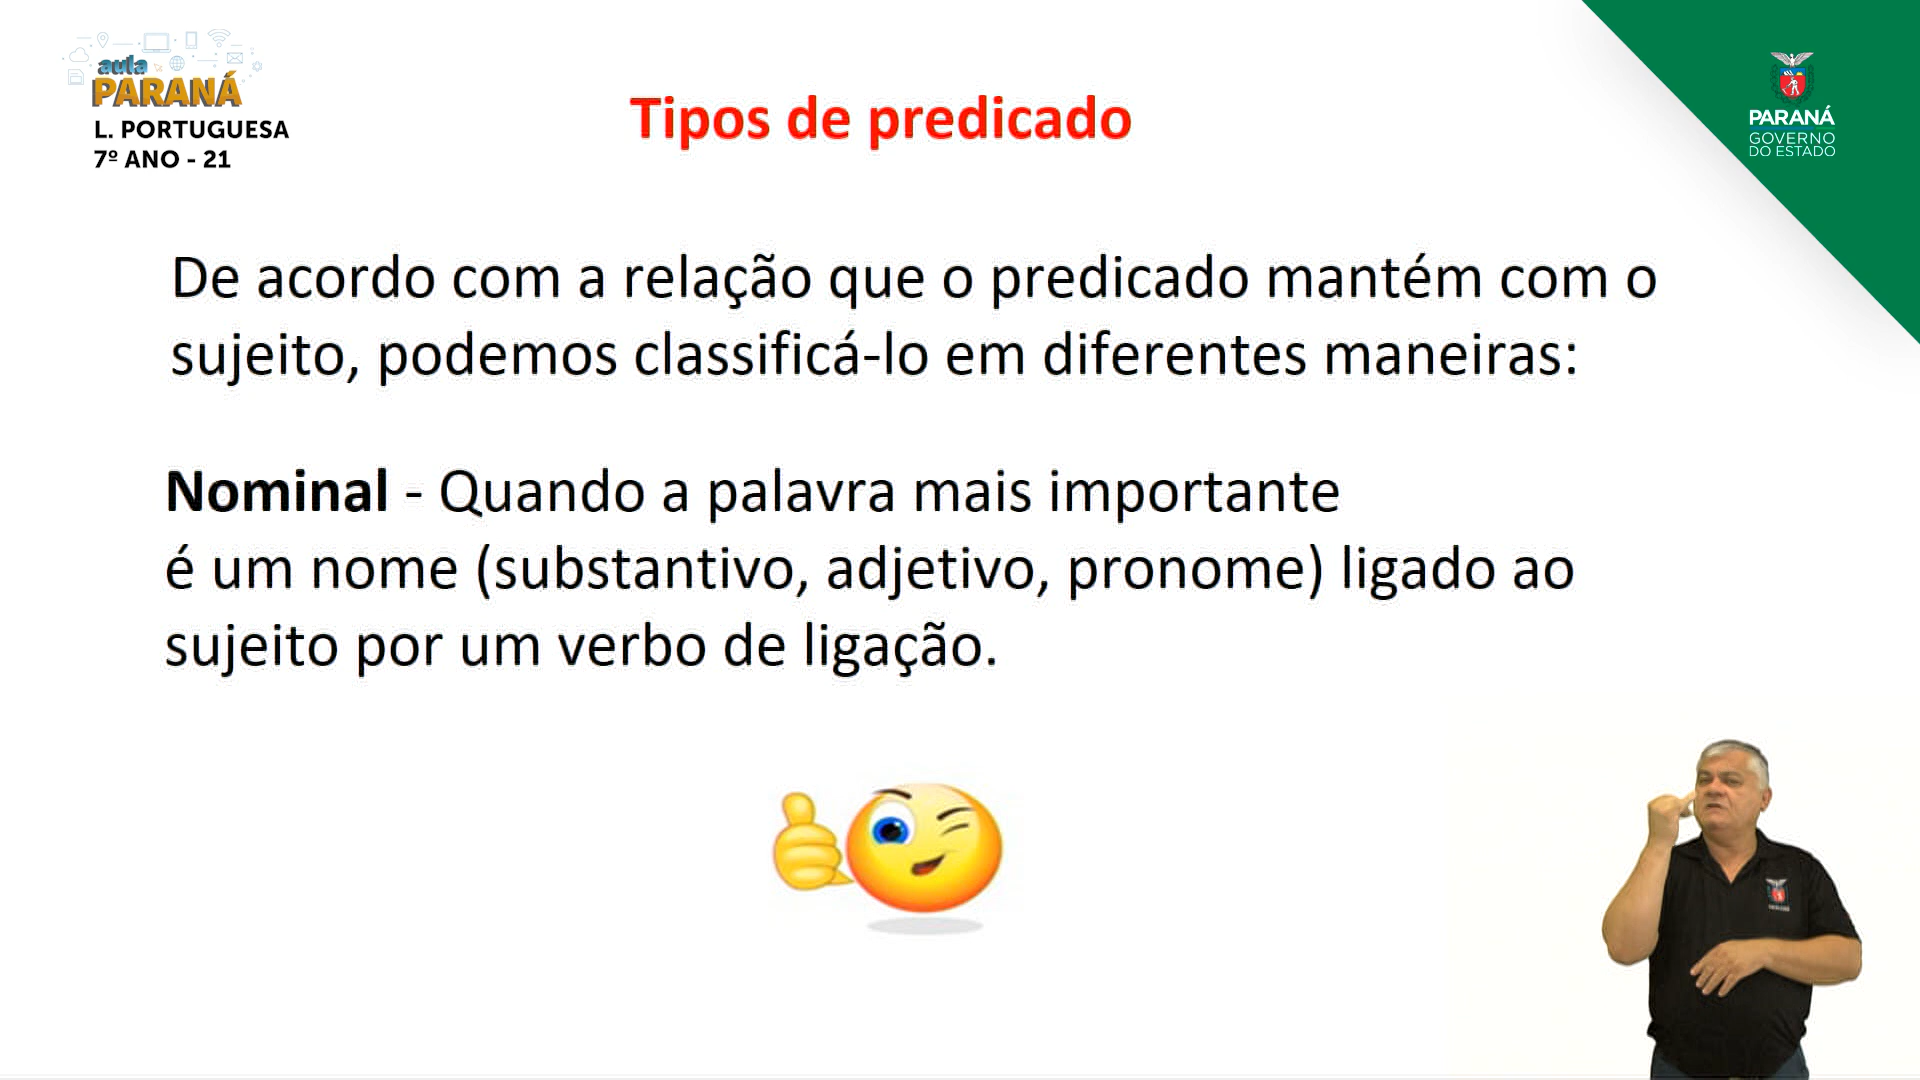 aula
PARANÁ
L. PORTUGUESA
7º ANO - 21
Tipos de predicado
PARANÁ
GOVERNO
DO ESTADO
De acordo com a relação que o predicado mantém com o
sujeito, podemos classificá-lo em diferentes maneiras:
Nominal - Quando a palavra mais importante
é um nome (substantivo, adjetivo, pronome) ligado ao
sujeito por um verbo de ligação.